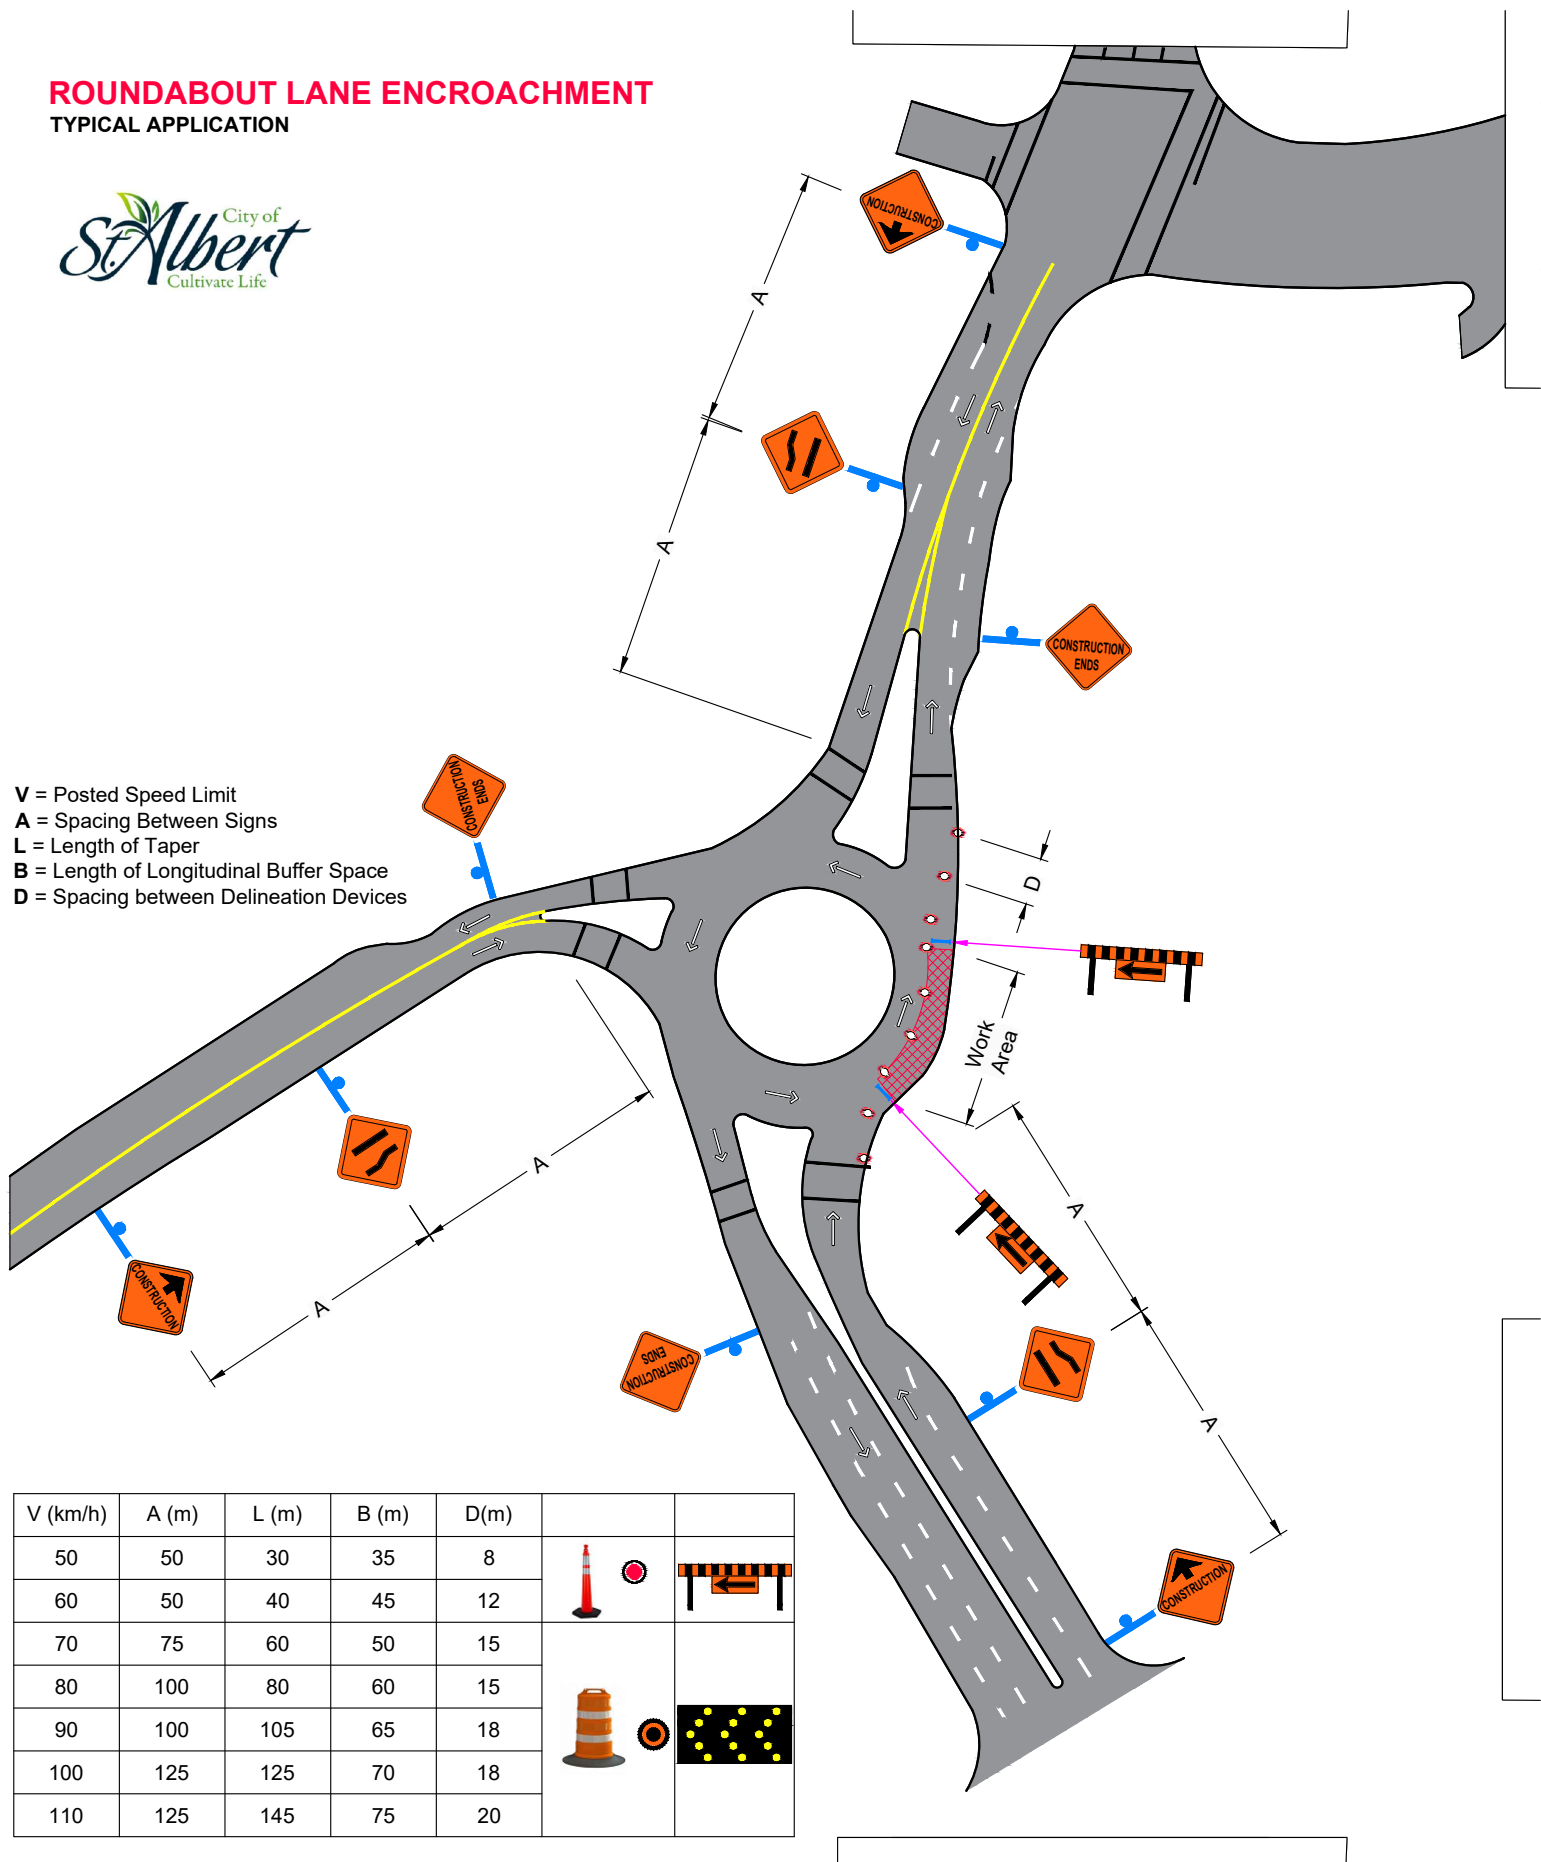 ROUNDABOUT LANE ENCROACHMENT
TYPICAL APPLICATION
City of
St. Albert
Cultivate Life
CONSTRUCTION
A
A
CONSTRUCTION
ENDS
CONSTRUCTION
ENDS
V = Posted Speed Limit
A = Spacing Between Signs
L = Length of Taper
B = Length of Longitudinal Buffer Space
D = Spacing between Delineation Devices
D
Work
Area
A
A
CONSTRUCTION
A
A
CONSTRUCTION
ENDS
CONSTRUCTION
V (km/h) A (m) L (m) B (m) D(m)
50 50 30 35 8
60 50 40 45 12
70 75 60 50 15
80 100 80 60 15
90 100 105 65 18
100 125 125 70 18
110 125 145 75 20